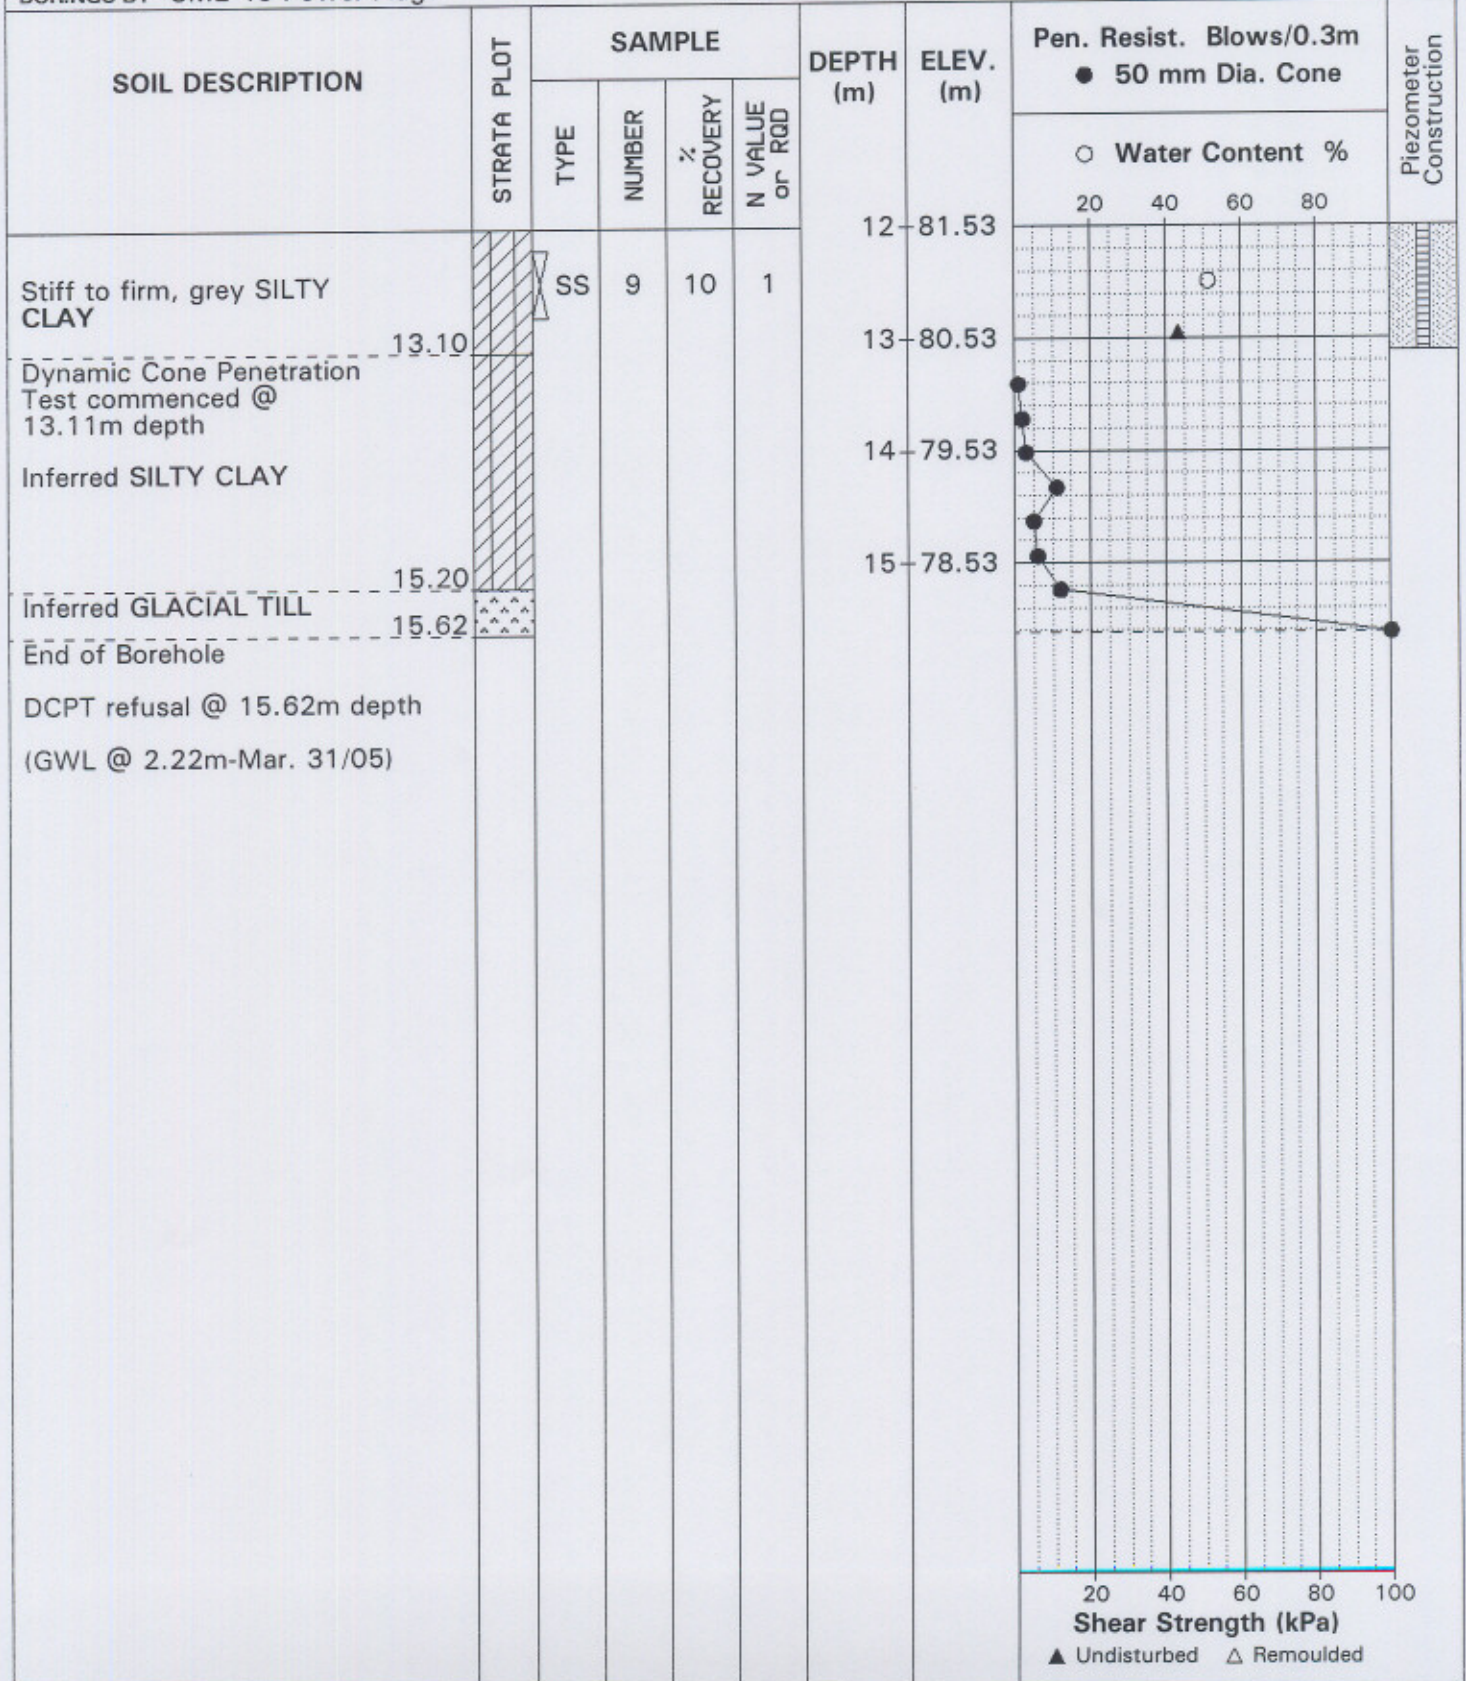 SOIL DESCRIPTION
STRATA PLOT
SAMPLE
TYPE
NUMBER
%
RECOVERY
N VALUE
or RQD
DEPTH
(m)
ELEV.
(m)
Pen. Resist. Blows/0.3m
● 50 mm Dia. Cone
○ Water Content %
20 40 60 80
Piezometer
Construction
12 81.53
Stiff to firm, grey SILTY
CLAY
13.10
SS 9 10 1
13 80.53
Dynamic Cone Penetration
Test commenced @
13.11m depth
14 79.53
Inferred SILTY CLAY
15 78.53
15.20
Inferred GLACIAL TILL
15.62
End of Borehole
DCPT refusal @ 15.62m depth
(GWL @ 2.22m-Mar. 31/05)
20 40 60 80 100
Shear Strength (kPa)
▲ Undisturbed △ Remoulded